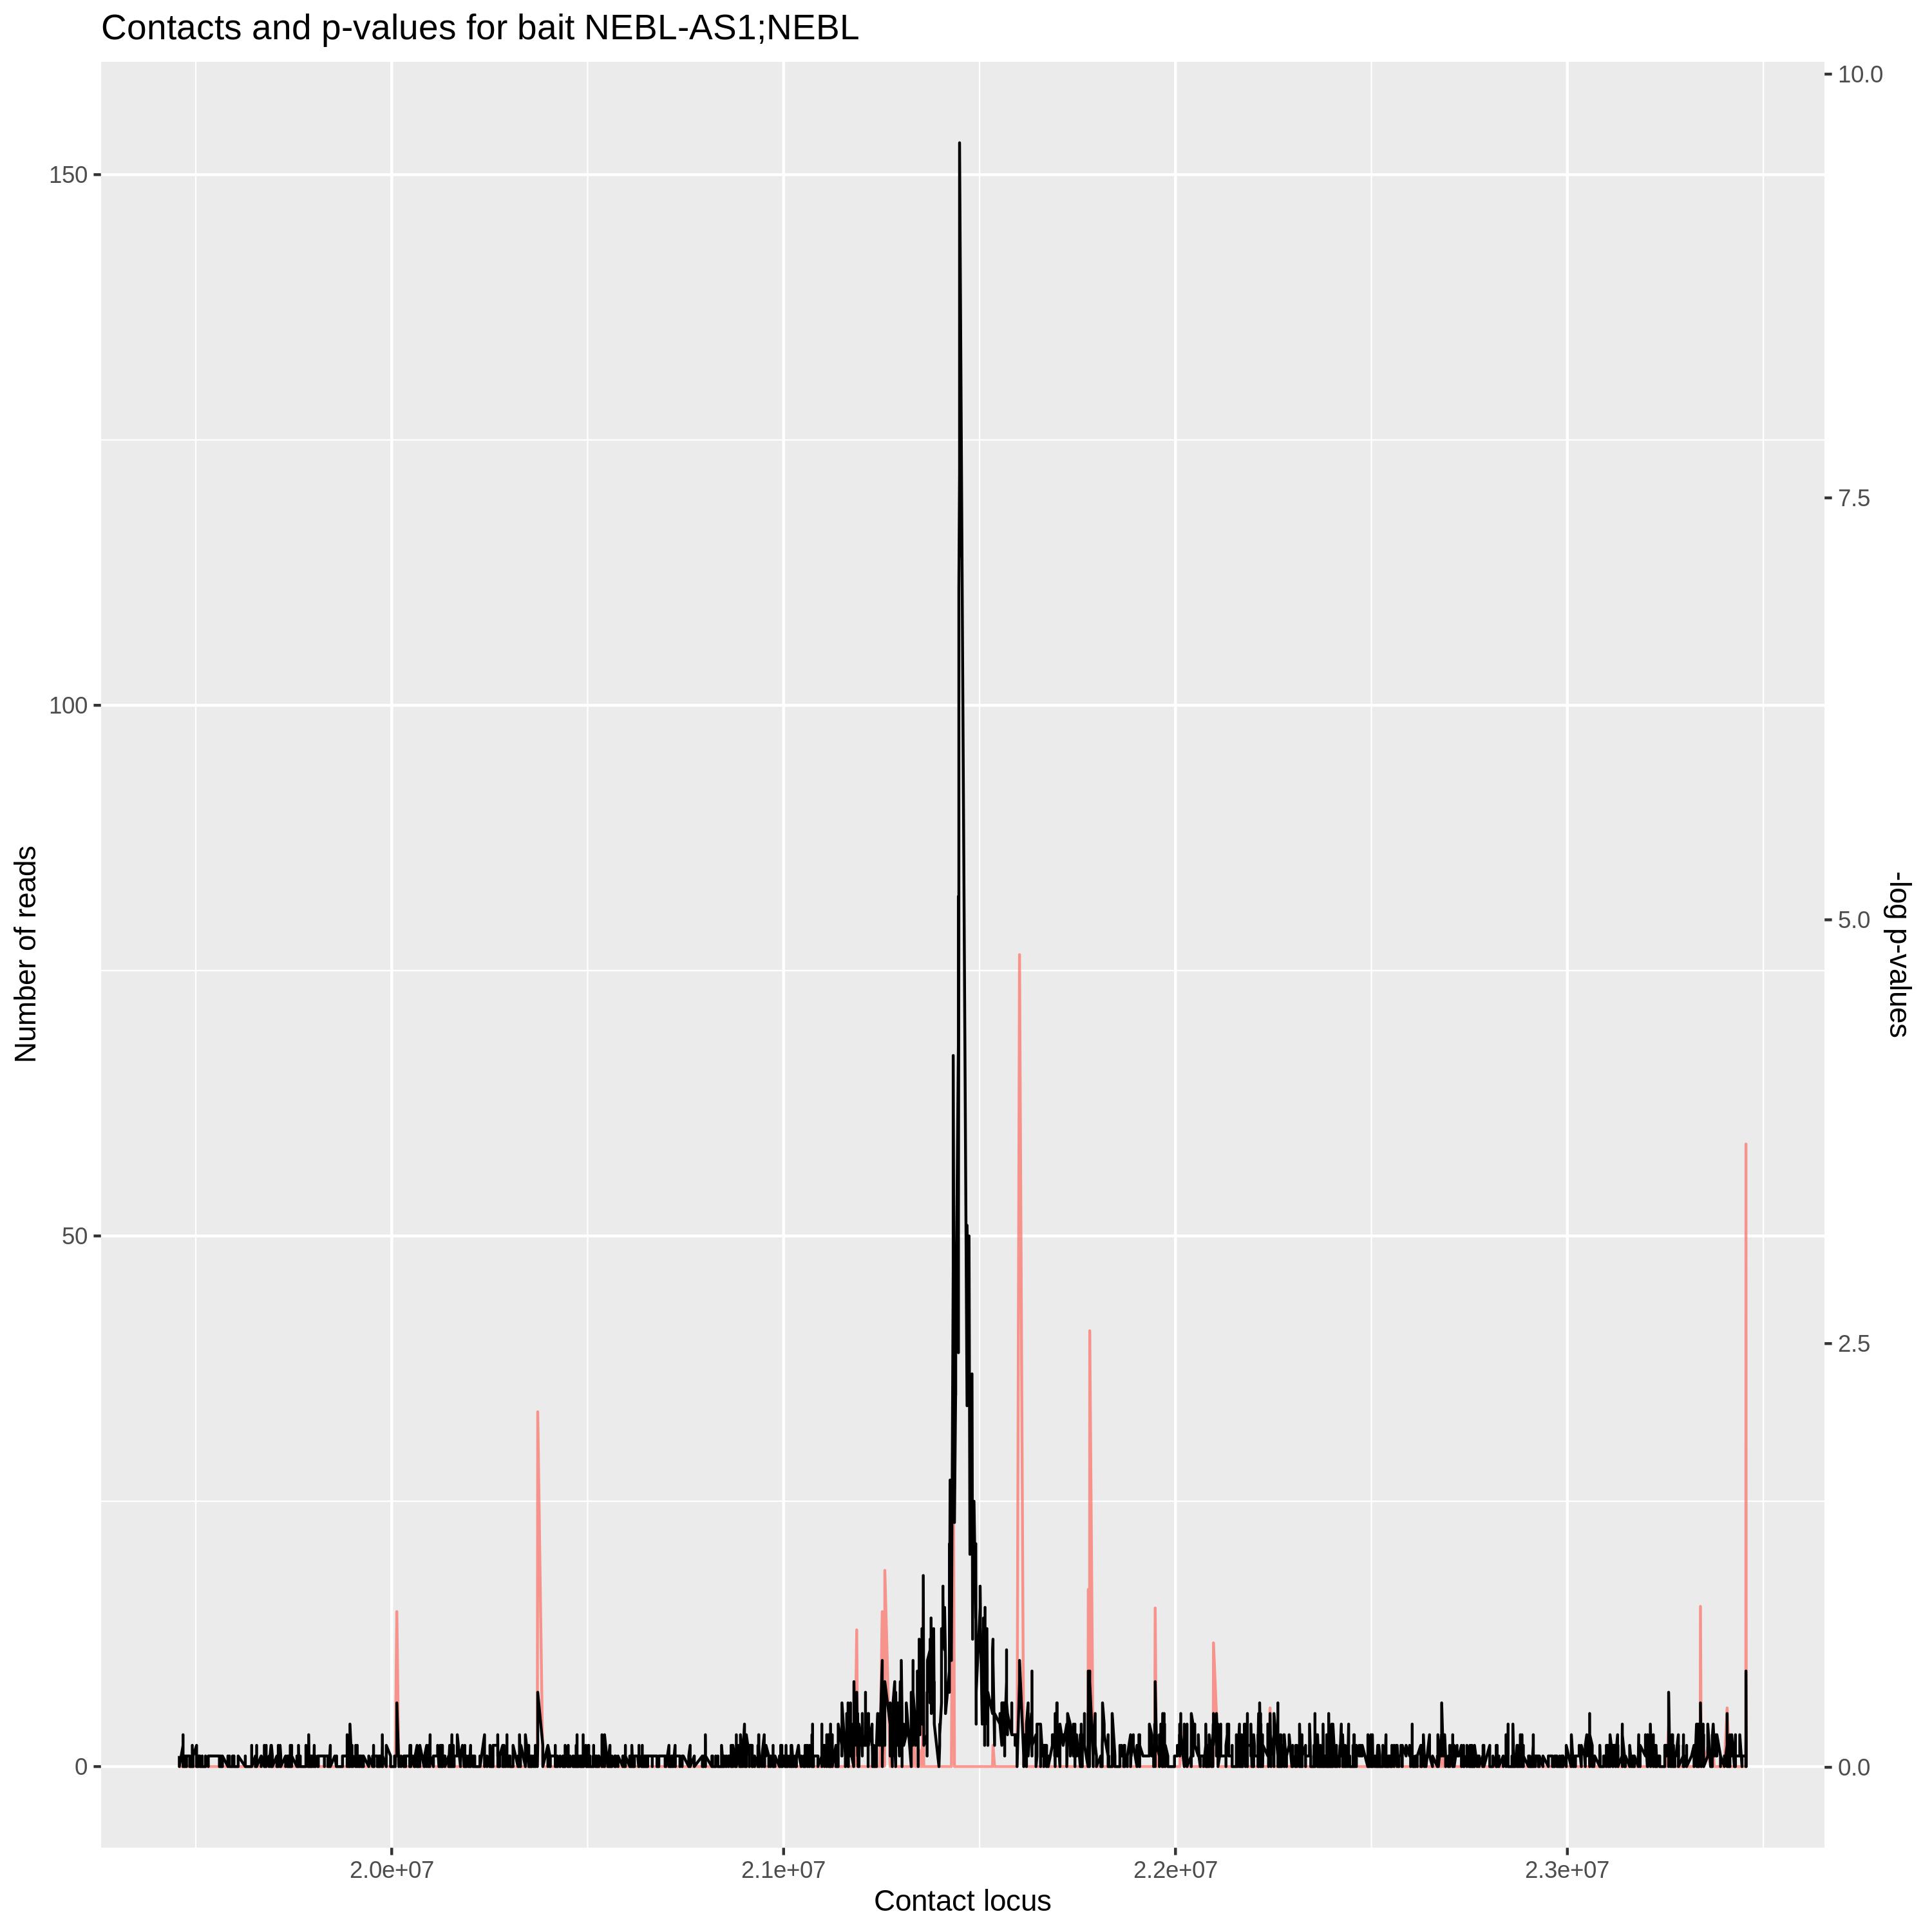 Contacts and p-values for bait NEBL-AS1;NEBL
10.0
150
7.5
100
5.0
Number of reads
-log p-values
50
2.5
0
0.0
2.0e+07
2.1e+07
2.2e+07
2.3e+07
Contact locus